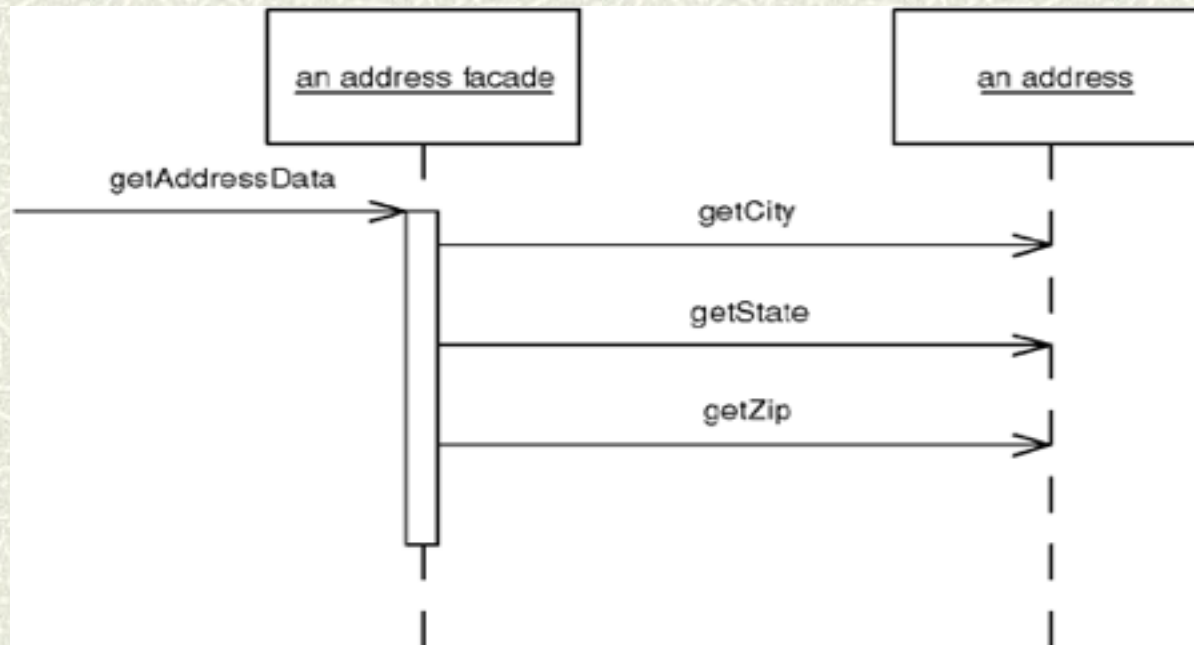 an address facade
an address
getAddressData
getCity
getState
getZip